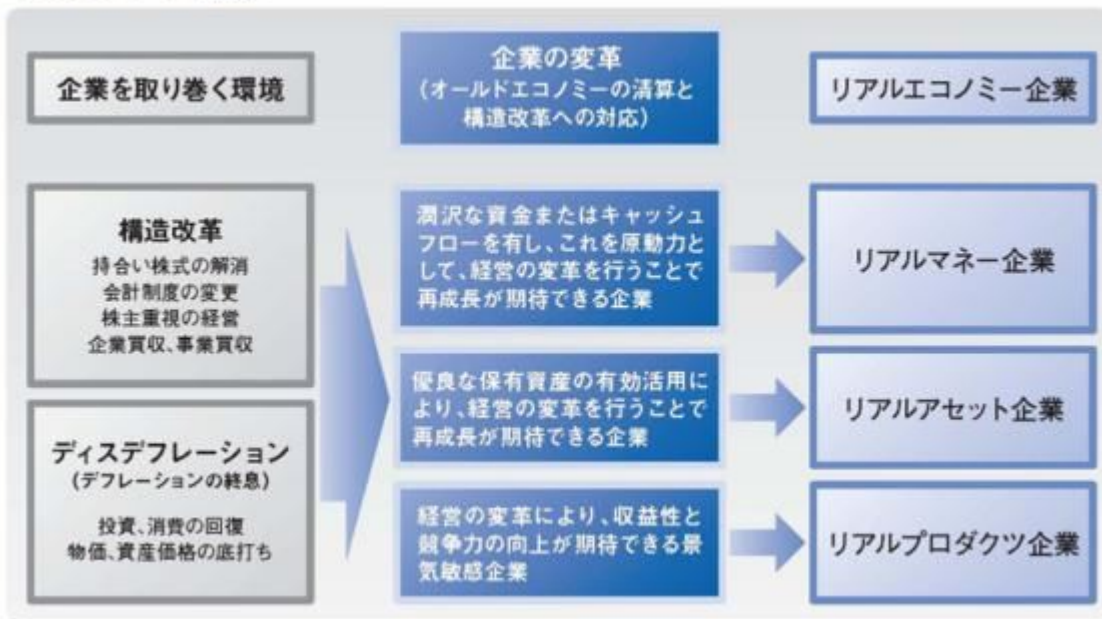 企業を取り巻く環境
企業の変革
(オールドエコノミーの清算と
構造改革への対応)
リアルエコノミー企業
構造改革
持合い株式の解消
会計制度の変更
株主重視の経営
企業買収、事業買収
ディスデフレーション
(デフレーションの終息)
投資、消費の回復
物価、資産価格の底打ち
潤沢な資金またはキャッシュ
フローを有し、これを原動力と
して、経営の変革を行うことで
再成長が期待できる企業
リアルマネー企業
優良な保有資産の有効活用に
より、経営の変革を行うことで
再成長が期待できる企業
リアルアセット企業
経営の変革により、収益性と
競争力の向上が期待できる景
気敏感企業
リアルプロダクツ企業